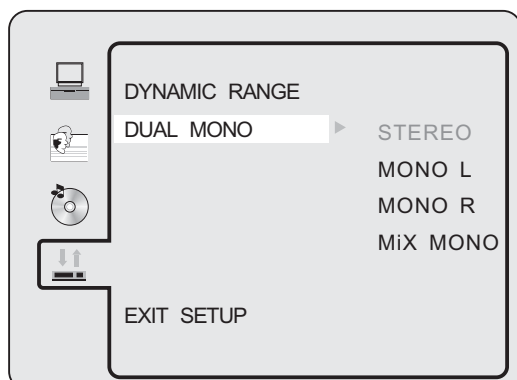 DYNAMIC RANGE
DUAL MONO
STEREO
MONO L
MONO R
MiX MONO
EXIT SETUP